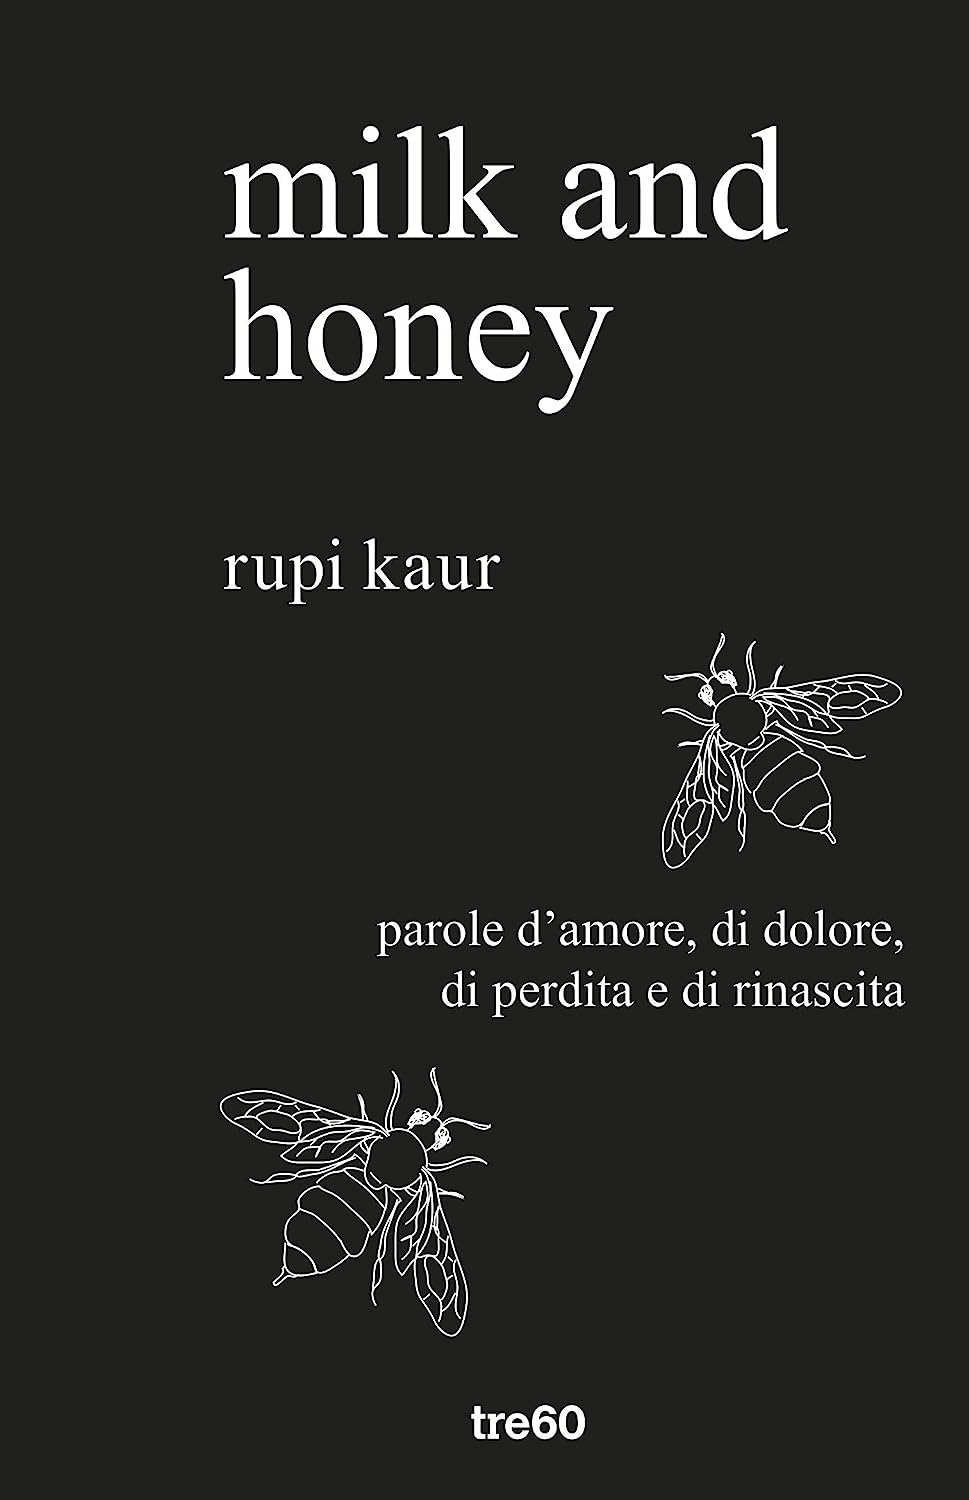 milk and
honey
rupi kaur
parole d’amore, di dolore,
di perdita e di rinascita
tre60